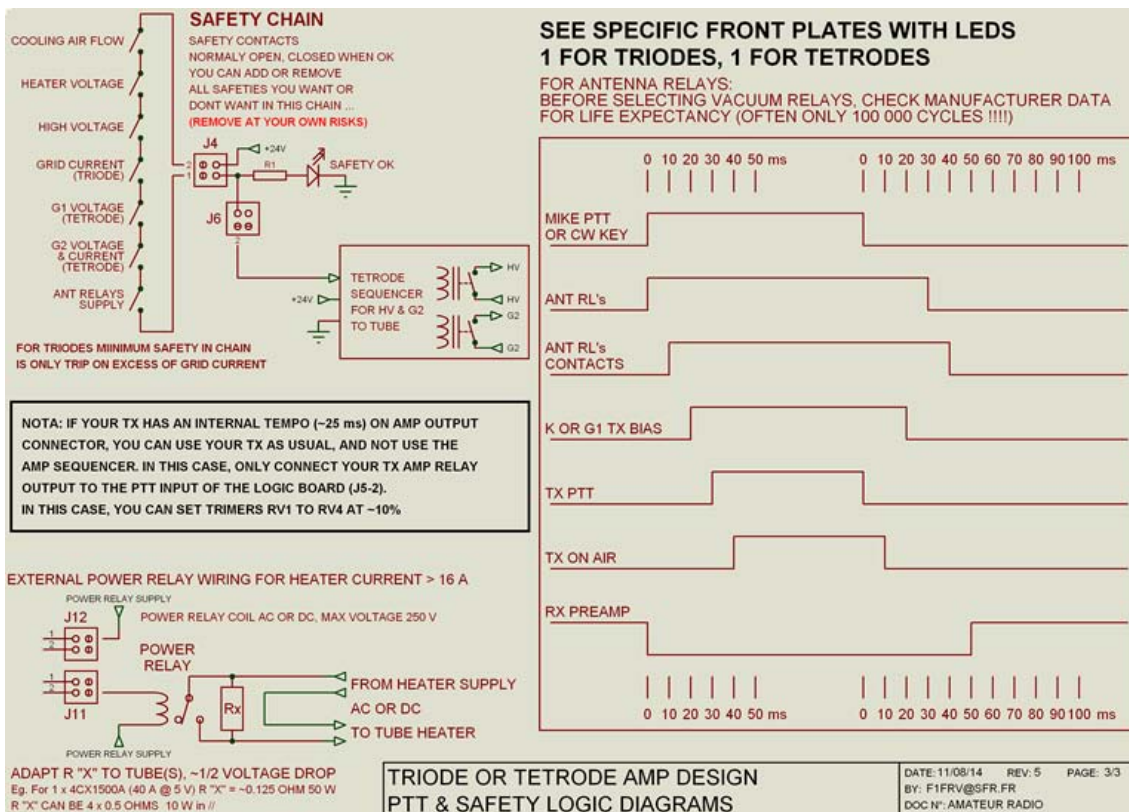 SAFETY CHAIN
COOLING AIR FLOW
HEATER VOLTAGE
HIGH VOLTAGE
GRID CURRENT
(TRIODE)
G1 VOLTAGE
(TETRODE)
G2 VOLTAGE
& CURRENT
(TETRODE)
ANT RELAYS
SUPPLY
SAFETY CONTACTS
NORMALY OPEN, CLOSED WHEN OK
YOU CAN ADD OR REMOVE
ALL SAFETIES YOU WANT OR
DONT WANT IN THIS CHAIN ...
(REMOVE AT YOUR OWN RISKS)
J4
+24V
2
1
R1
SAFETY OK
J6
2
TETRODE
SEQUENCER
FOR HV & G2
TO TUBE
+24V
HV
HV
G2
G2
FOR TRIODES MIINIMUM SAFETY IN CHAIN
IS ONLY TRIP ON EXCESS OF GRID CURRENT
NOTA: IF YOUR TX HAS AN INTERNAL TEMPO (~25 ms) ON AMP OUTPUT
CONNECTOR, YOU CAN USE YOUR TX AS USUAL, AND NOT USE THE
AMP SEQUENCER. IN THIS CASE, ONLY CONNECT YOUR TX AMP RELAY
OUTPUT TO THE PTT INPUT OF THE LOGIC BOARD (J5-2).
IN THIS CASE, YOU CAN SET TRIMERS RV1 TO RV4 AT ~10%
EXTERNAL POWER RELAY WIRING FOR HEATER CURRENT > 16 A
POWER RELAY SUPPLY
J12
POWER RELAY COIL AC OR DC, MAX VOLTAGE 250 V
1
2
POWER
RELAY
1
2
J11
Rx
FROM HEATER SUPPLY
AC OR DC
TO TUBE HEATER
POWER RELAY SUPPLY
ADAPT R "X" TO TUBE(S), ~1/2 VOLTAGE DROP
Eg. For 1 x 4CX1500A (40 A @ 5 V) R "X" = ~0.125 OHM 50 W
R "X" CAN BE 4 x 0.5 OHMS 10 W in //
SEE SPECIFIC FRONT PLATES WITH LEDS
1 FOR TRIODES, 1 FOR TETRODES
FOR ANTENNA RELAYS:
BEFORE SELECTING VACUUM RELAYS, CHECK MANUFACTURER DATA
FOR LIFE EXPECTANCY (OFTEN ONLY 100 000 CYCLES !!!!)
0 10 20 30 40 50 ms
0 10 20 30 40 50 60 70 80 90 100 ms
MIKE PTT
OR CW KEY
ANT RL's
ANT RL's
CONTACTS
K OR G1 TX BIAS
TX PTT
TX ON AIR
RX PREAMP
0 10 20 30 40 50 ms
0 10 20 30 40 50 60 70 80 90 100 ms
TRIODE OR TETRODE AMP DESIGN
PTT & SAFETY LOGIC DIAGRAMS
DATE: 11/08/14 REV: 5 PAGE: 3/3
BY: F1FRV@SFR.FR
DOC N°: AMATEUR RADIO